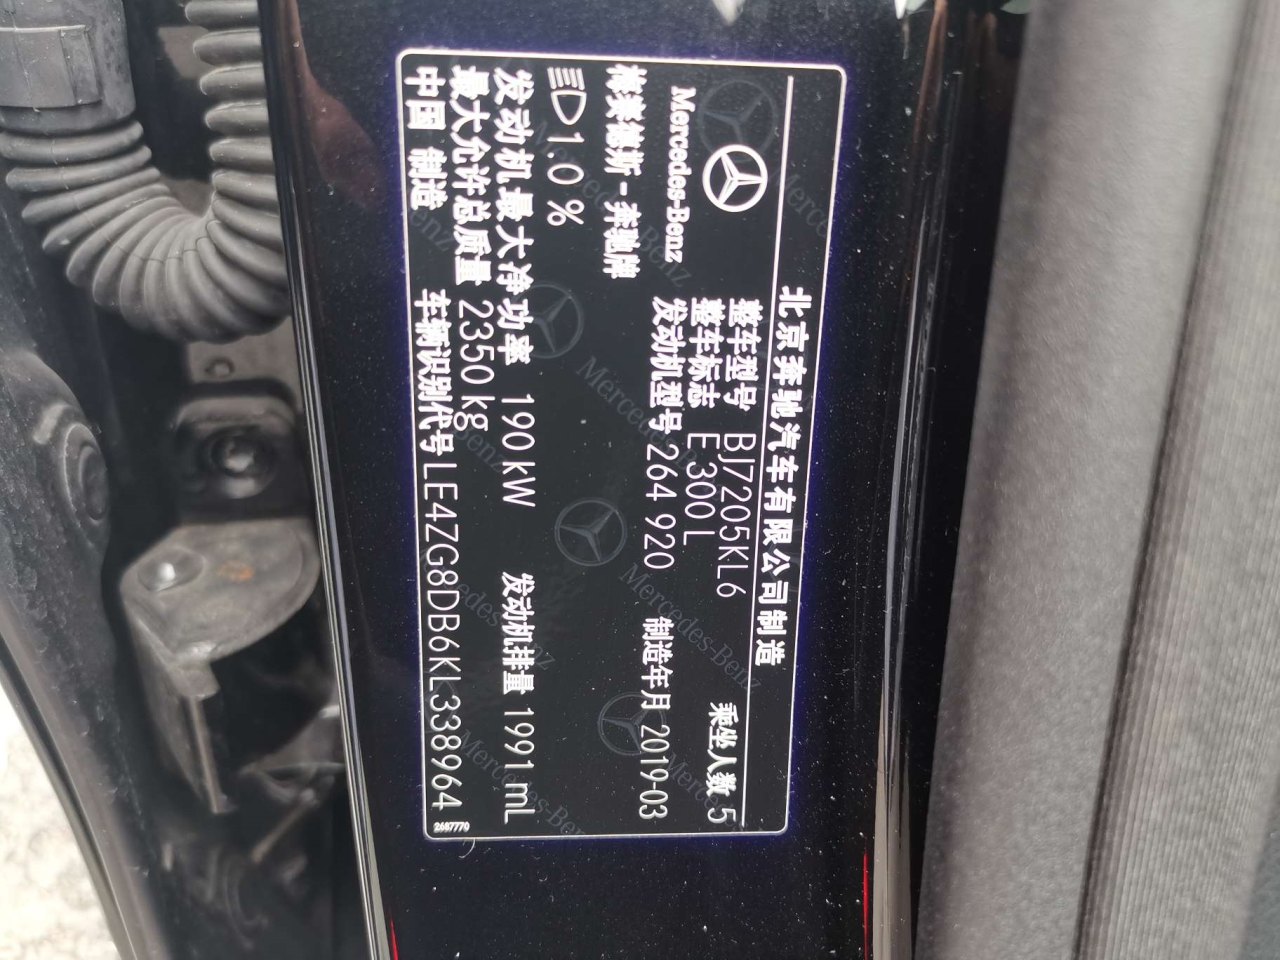 北京奔驰汽车有限公司制造
Mercedes-Benz
整车型号 BJ7205KL6
乘坐人数 5
整车标志 E 300 L
发动机型号 264 920
制造年月 2019-03
梅赛德斯-奔驰牌
1.0 %
发动机最大净功率 190 kW
发动机排量 1991 mL
最大允许总质量 2350 kg
中国 制造
车辆识别代号 LE4ZG8DB6KL338964
2687770